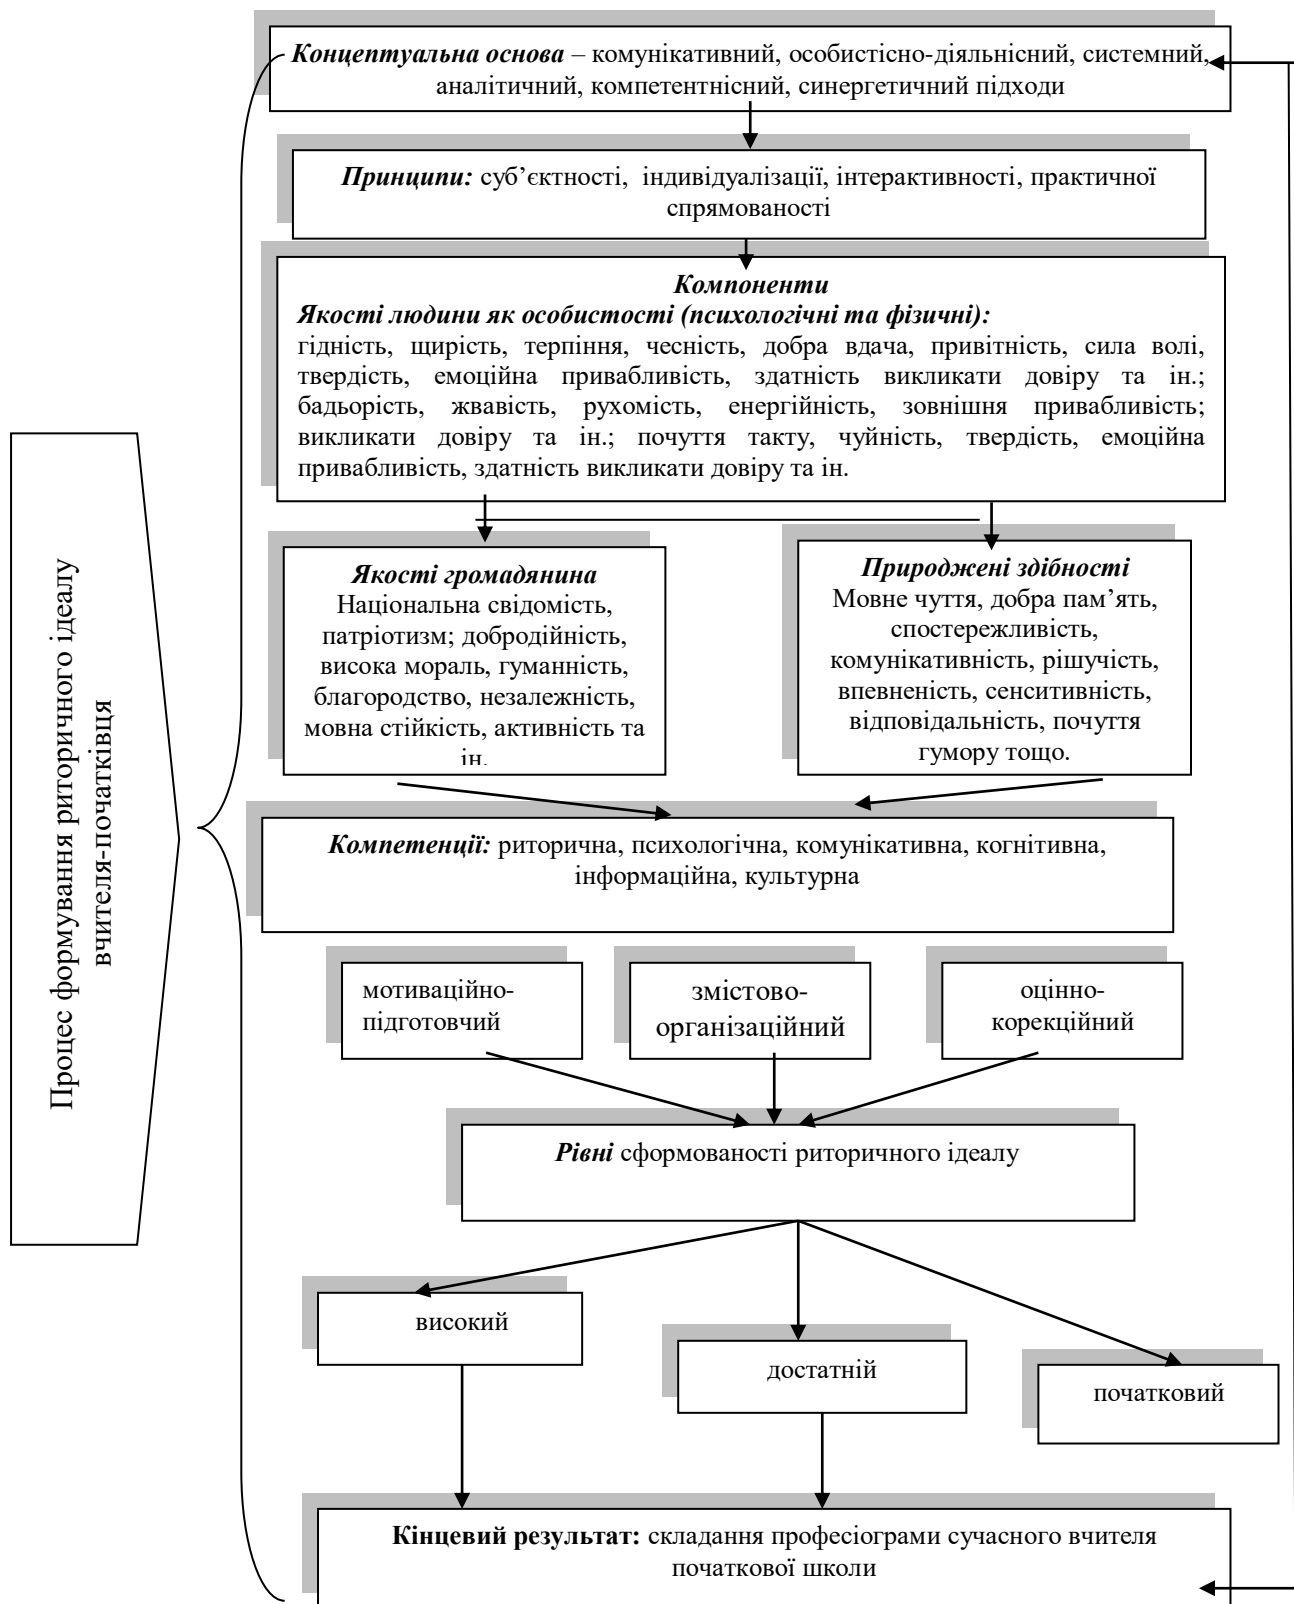 Концептуальна основа – комунікативний, особистісно-діяльнісний, системний,
аналітичний, компетентнісний, синергетичний підходи
Принципи: суб’єктності, індивідуалізації, інтерактивності, практичної
спрямованості
Компоненти
Якості людини як особистості (психологічні та фізичні):
гідність, щирість, терпіння, чесність, добра вдача, привітність, сила волі,
твердість, емоційна привабливість, здатність викликати довіру та ін.;
бадьорість, жвавість, рухомість, енергійність, зовнішня привабливість;
викликати довіру та ін.; почуття такту, чуйність, твердість, емоційна
привабливість, здатність викликати довіру та ін.
Процес формування риторичного ідеалу
вчителя-початківця
Якості громадянина
Національна свідомість,
патріотизм; добродійність,
висока мораль, гуманність,
благородство, незалежність,
мовна стійкість, активність та
ін.
Природжені здібності
Мовне чуття, добра пам’ять,
спостережливість,
комунікативність, рішучість,
впевненість, сенситивність,
відповідальність, почуття
гумору тощо.
Компетенції: риторична, психологічна, комунікативна, когнітивна,
інформаційна, культурна
мотиваційно-
підготовчий
змістово-
організаційний
оцінно-
корекційний
Рівні сформованості риторичного ідеалу
високий
достатній
початковий
Кінцевий результат: складання професіограми сучасного вчителя
початкової школи